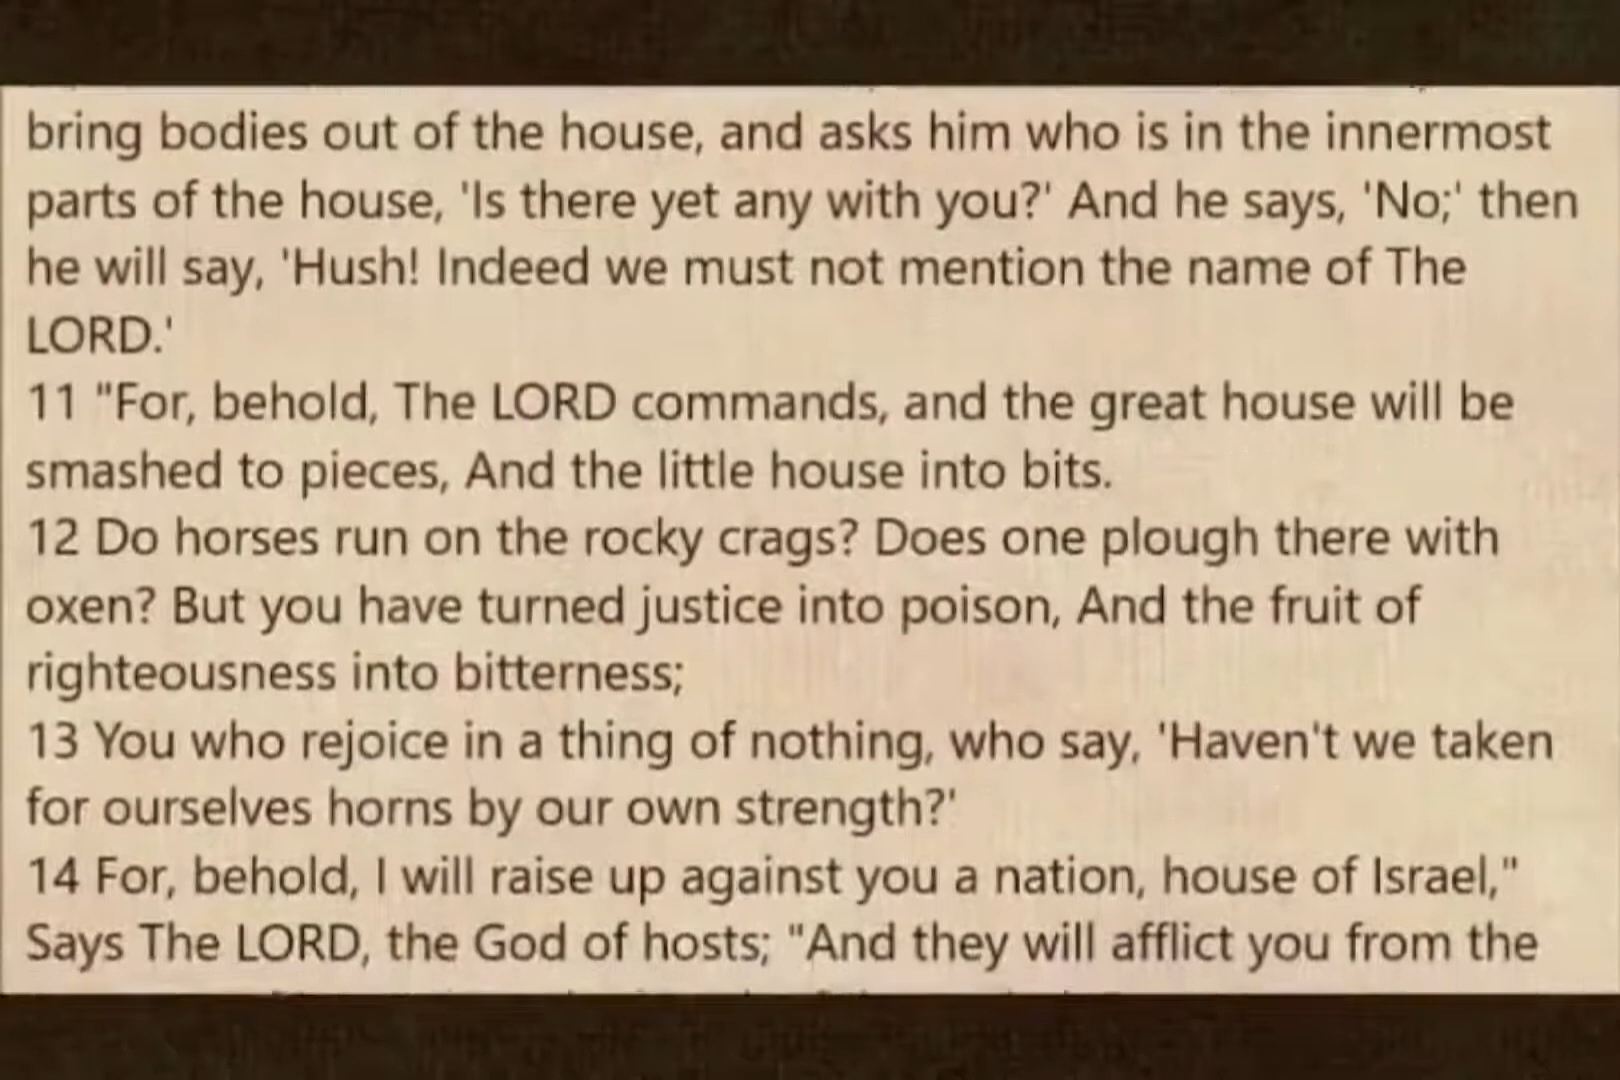 bring bodies out of the house, and asks him who is in the innermost
parts of the house, 'Is there yet any with you?' And he says, 'No;' then
he will say, 'Hush! Indeed we must not mention the name of The
LORD.'
11 "For, behold, The LORD commands, and the great house will be
smashed to pieces, And the little house into bits.
12 Do horses run on the rocky crags? Does one plough there with
oxen? But you have turned justice into poison, And the fruit of
righteousness into bitterness;
13 You who rejoice in a thing of nothing, who say, 'Haven't we taken
for ourselves horns by our own strength?'
14 For, behold, I will raise up against you a nation, house of Israel,"
Says The LORD, the God of hosts; "And they will afflict you from the